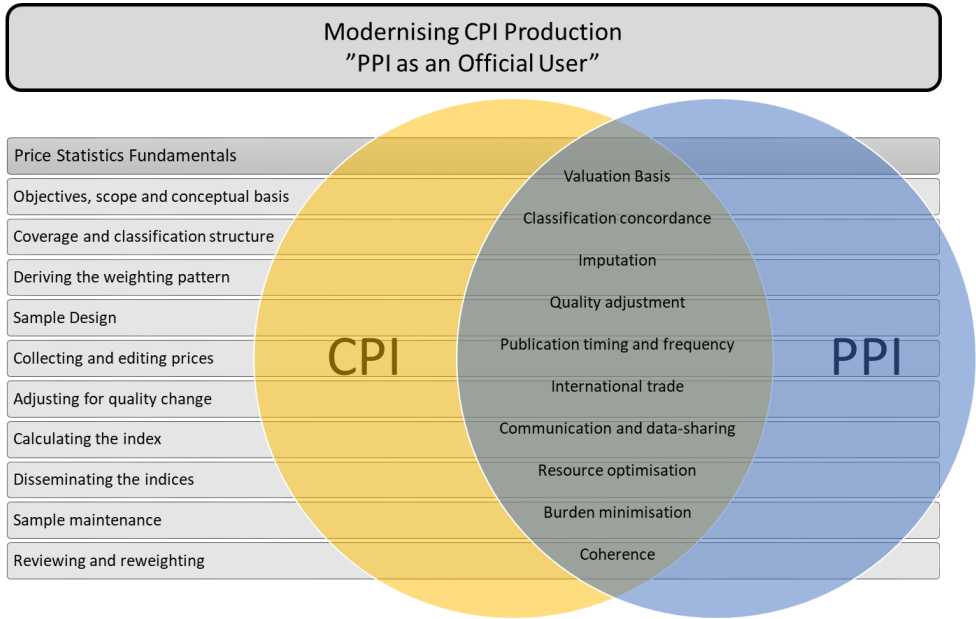 Modernising CPI Production
”PPI as an Official User”
Price Statistics Fundamentals
Objectives, scope and conceptual basis
Coverage and classification structure
Deriving the weighting pattern
Sample Design
Collecting and editing prices
Adjusting for quality change
Calculating the index
Disseminating the indices
Sample maintenance
Reviewing and reweighting
CPI
Valuation Basis
Classification concordance
Imputation
Quality adjustment
Publication timing and frequency
International trade
Communication and data-sharing
Resource optimisation
Burden minimisation
Coherence
PPI